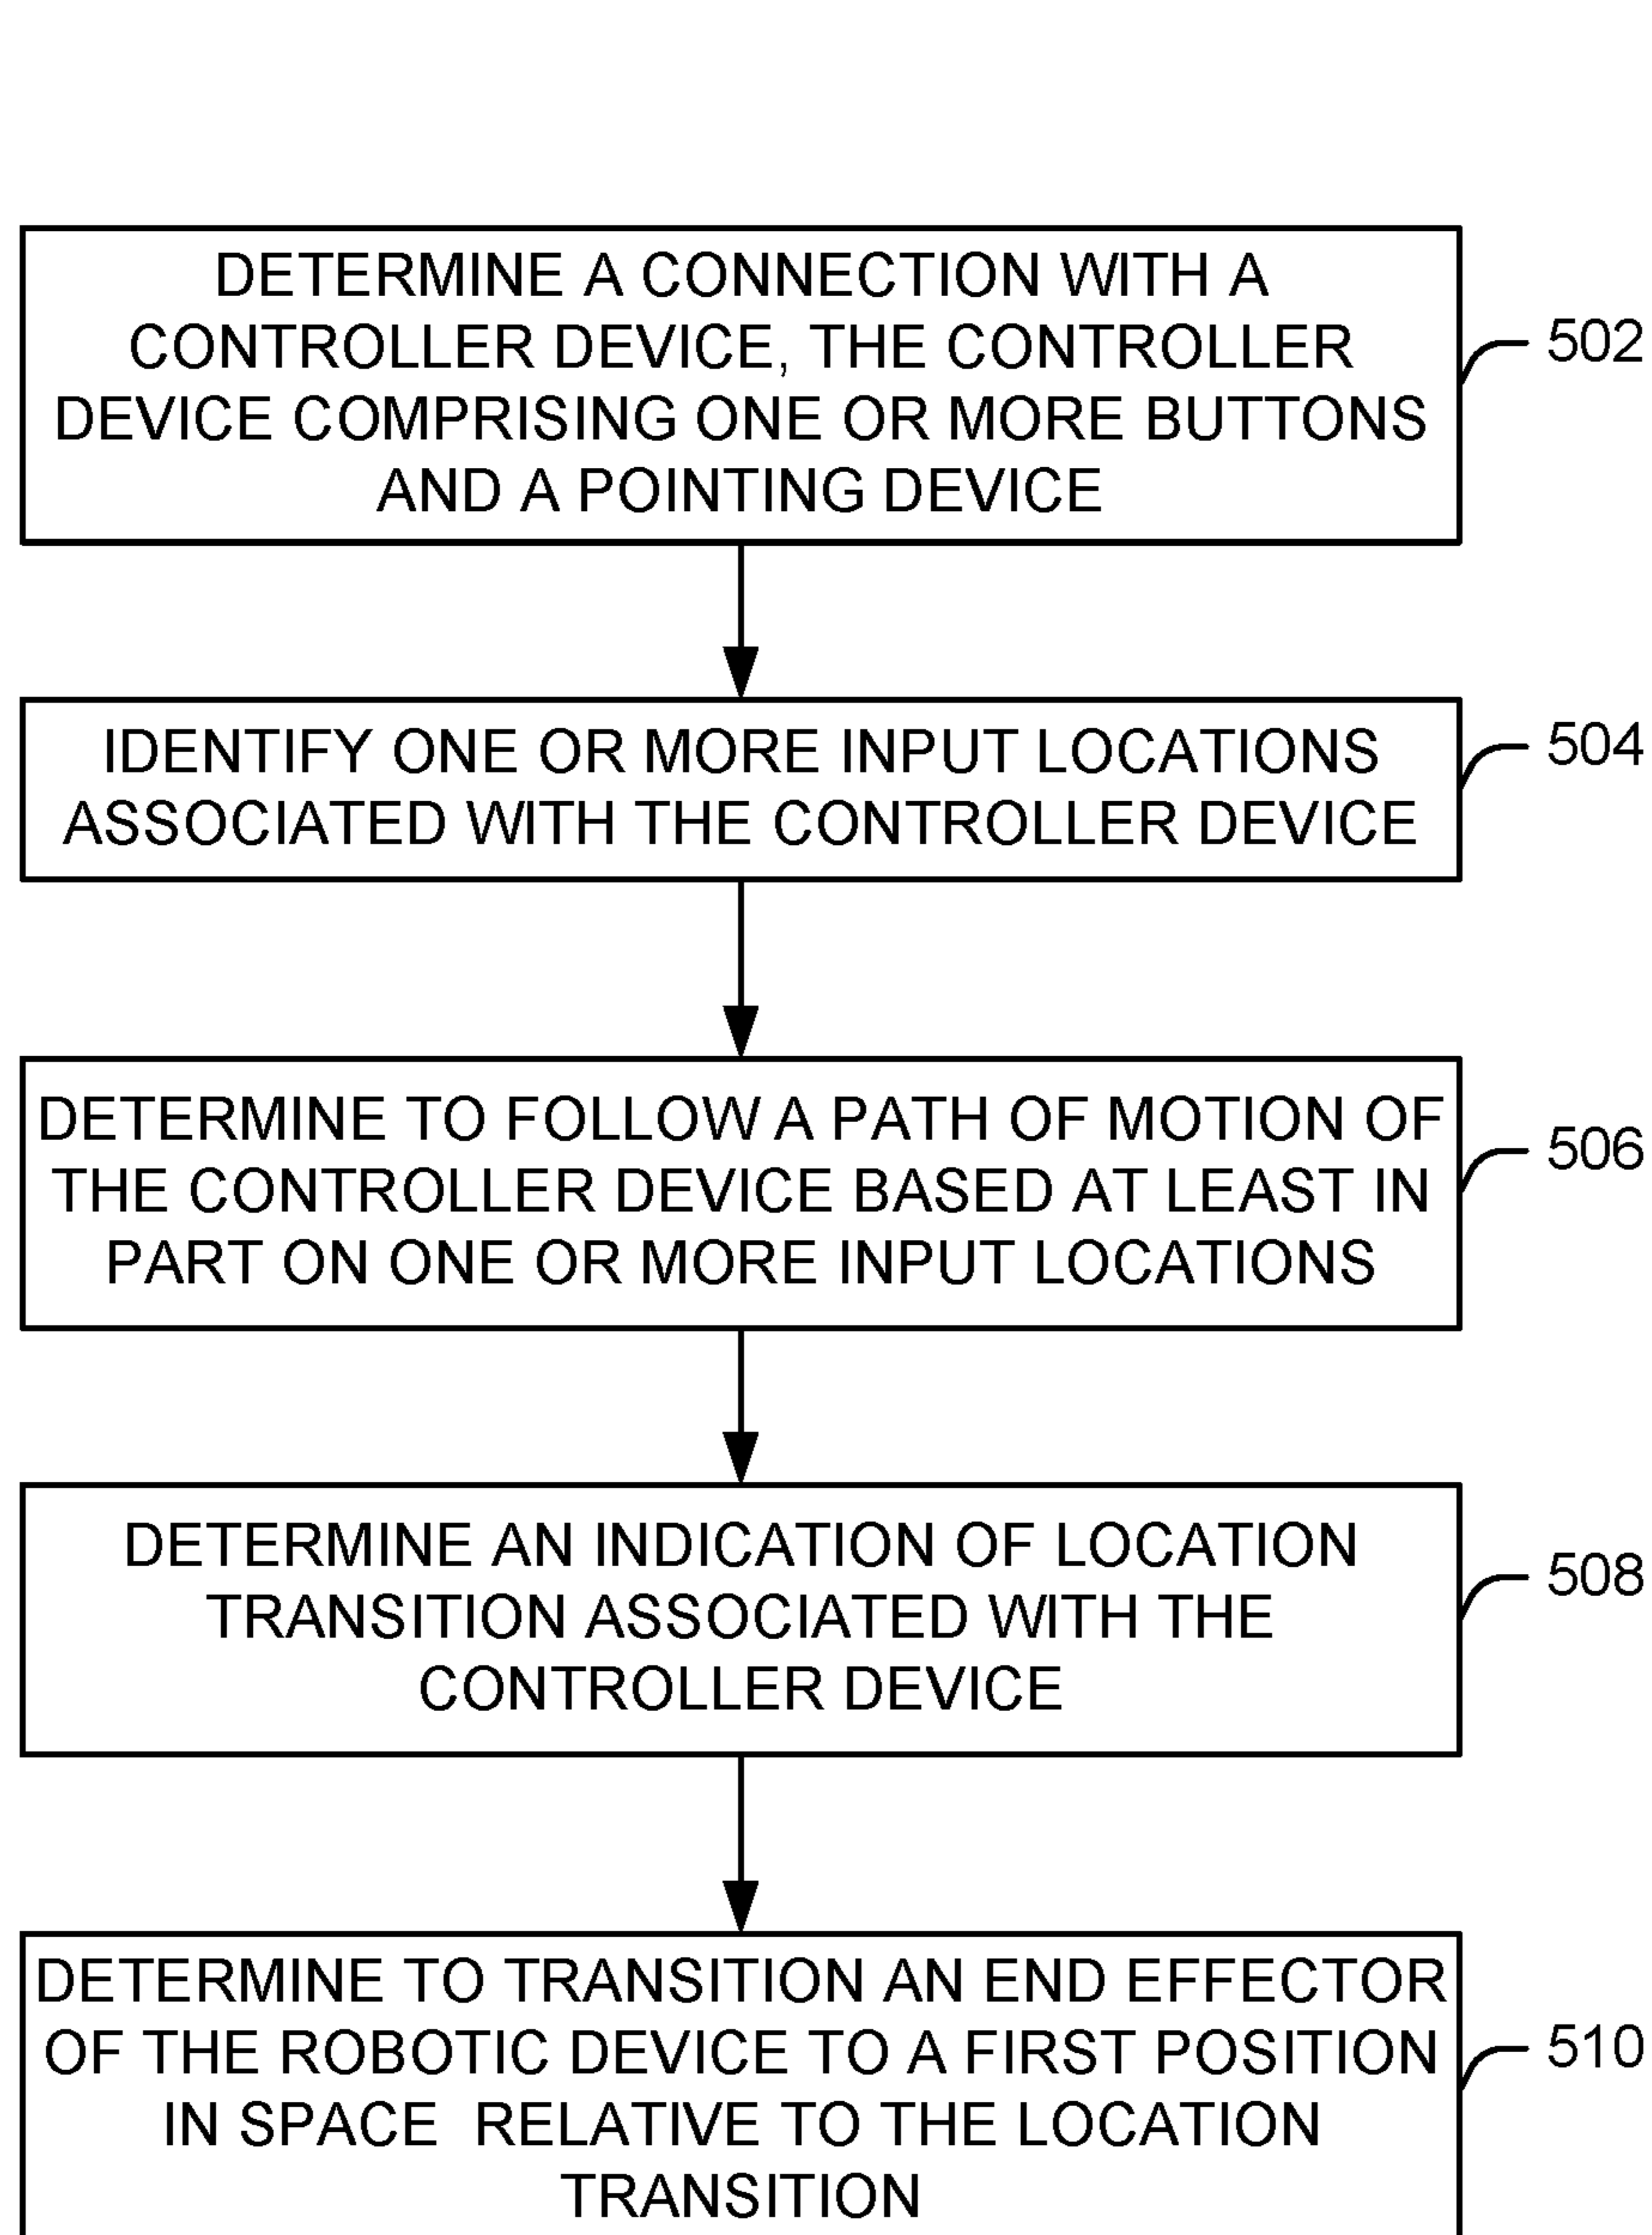 DETERMINE A CONNECTION WITH A
CONTROLLER DEVICE, THE CONTROLLER
DEVICE COMPRISING ONE OR MORE BUTTONS
AND A POINTING DEVICE
502
IDENTIFY ONE OR MORE INPUT LOCATIONS
ASSOCIATED WITH THE CONTROLLER DEVICE
504
DETERMINE TO FOLLOW A PATH OF MOTION OF
THE CONTROLLER DEVICE BASED AT LEAST IN
PART ON ONE OR MORE INPUT LOCATIONS
506
DETERMINE AN INDICATION OF LOCATION
TRANSITION ASSOCIATED WITH THE
CONTROLLER DEVICE
508
DETERMINE TO TRANSITION AN END EFFECTOR
OF THE ROBOTIC DEVICE TO A FIRST POSITION
IN SPACE RELATIVE TO THE LOCATION
TRANSITION
510